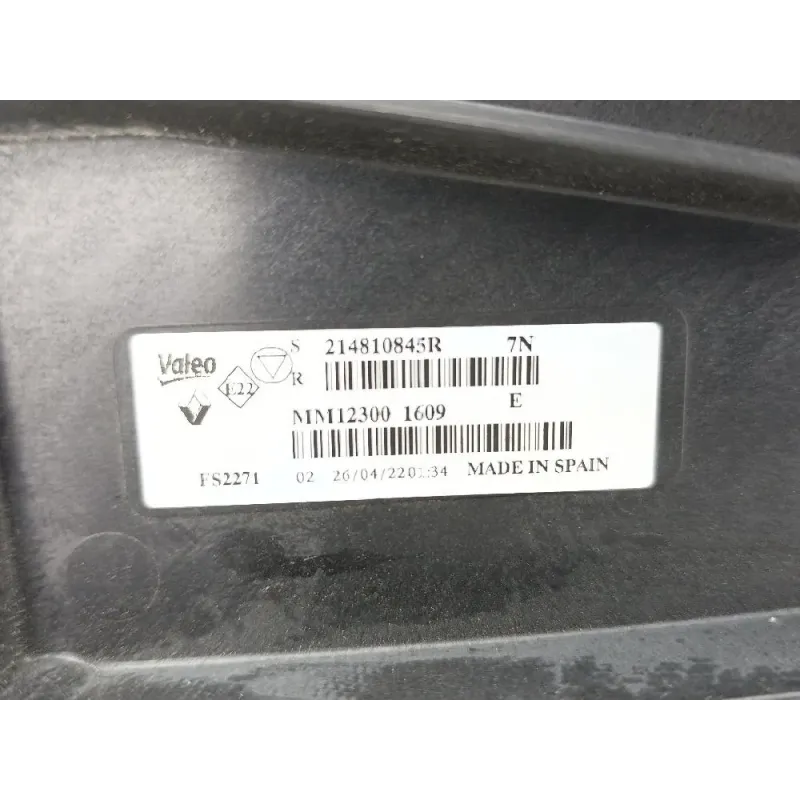 Valeo E22 S 214810845R 7N
R
MM12300 1609 E
FS2271 02 26/04/22 MADE IN SPAIN